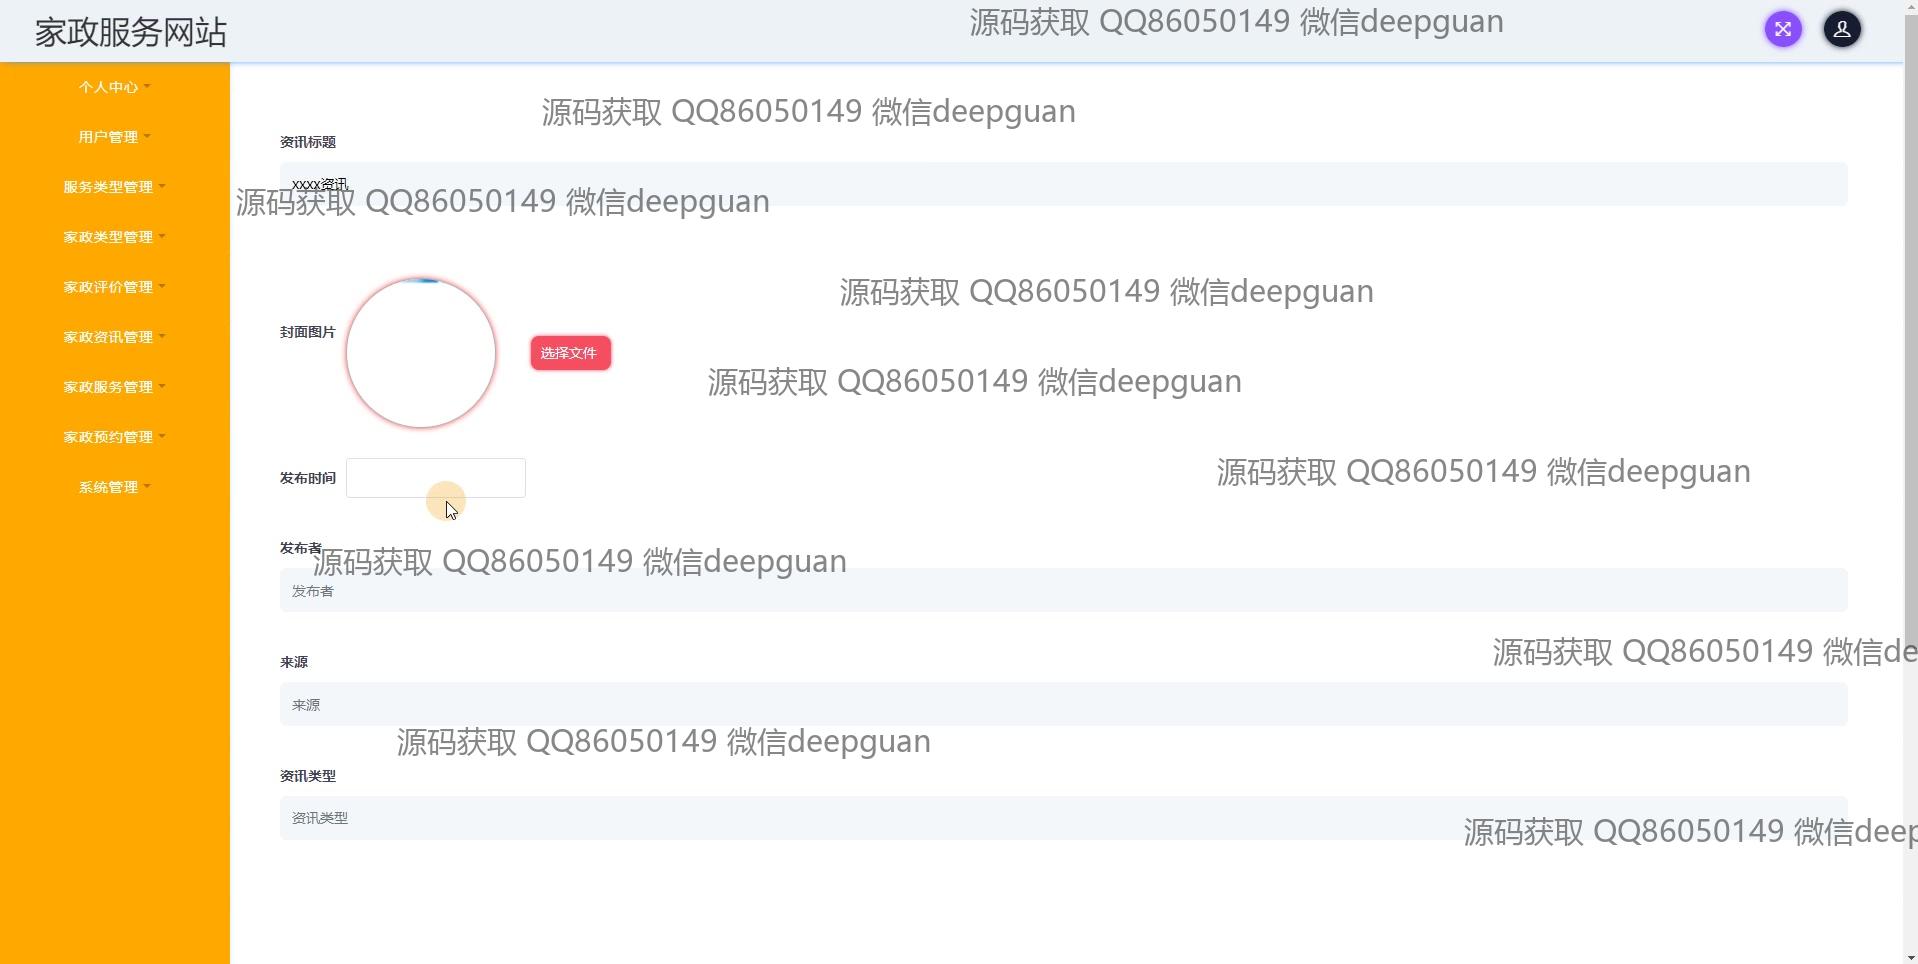 家政服务网站
源码获取 QQ86050149 微信deepguan
个人中心
用户管理
服务类型管理
家政类型管理
家政评价管理
家政资讯管理
家政服务管理
家政预约管理
系统管理
源码获取 QQ86050149 微信deepguan
资讯标题
xxxx资讯
源码获取 QQ86050149 微信deepguan
源码获取 QQ86050149 微信deepguan
封面图片
选择文件
源码获取 QQ86050149 微信deepguan
源码获取 QQ86050149 微信deepguan
发布时间
发布者
源码获取 QQ86050149 微信deepguan
发布者
源码获取 QQ86050149 微信de
来源
来源
源码获取 QQ86050149 微信deepguan
资讯类型
资讯类型
源码获取 QQ86050149 微信deep